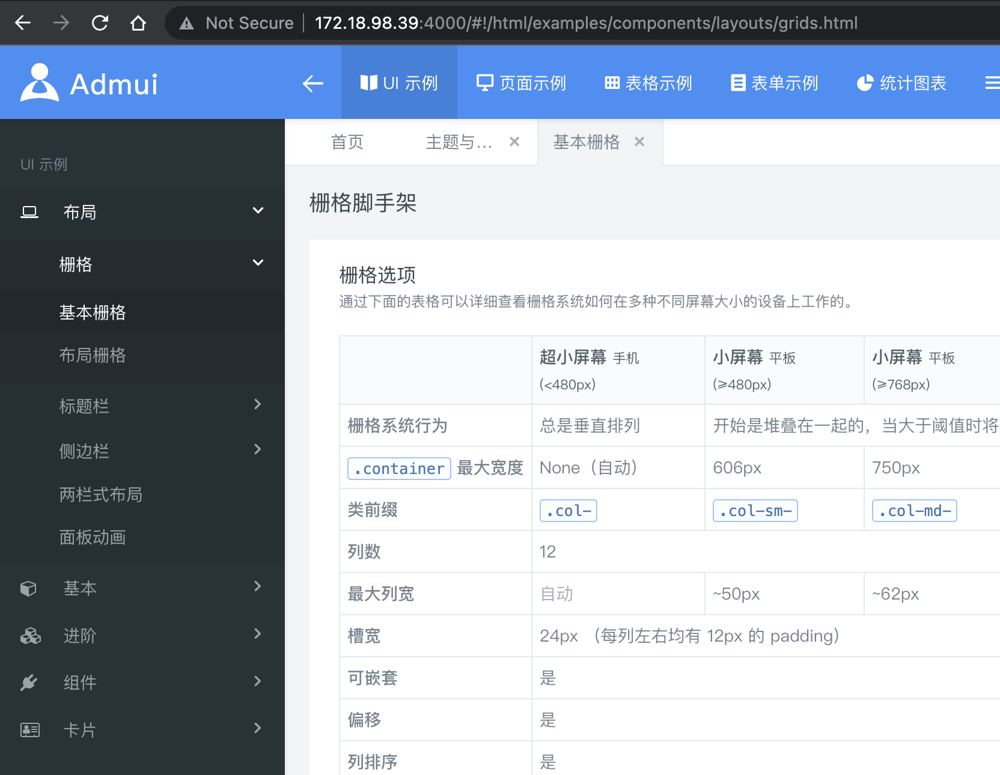 Not Secure 172.18.98.39:4000/#!/html/examples/components/layouts/grids.html
Admui
UI 示例 页面示例 表格示例 表单示例 统计图表
首页 主题与... 基本栅格
UI 示例
布局
栅格
基本栅格
布局栅格
标题栏
侧边栏
两栏式布局
面板动画
基本
进阶
组件
卡片
栅格脚手架
栅格选项
通过下面的表格可以详细查看栅格系统如何在多种不同屏幕大小的设备上工作的。
超小屏幕 手机 小屏幕 平板 小屏幕 平板
(<480px) (≥480px) (≥768px)
栅格系统行为 总是垂直排列 开始是堆叠在一起的，当大于阈值时将
.container 最大宽度 None（自动） 606px 750px
类前缀 .col- .col-sm- .col-md-
列数 12
最大列宽 自动 ~50px ~62px
槽宽 24px （每列左右均有 12px 的 padding）
可嵌套 是
偏移 是
列排序 是